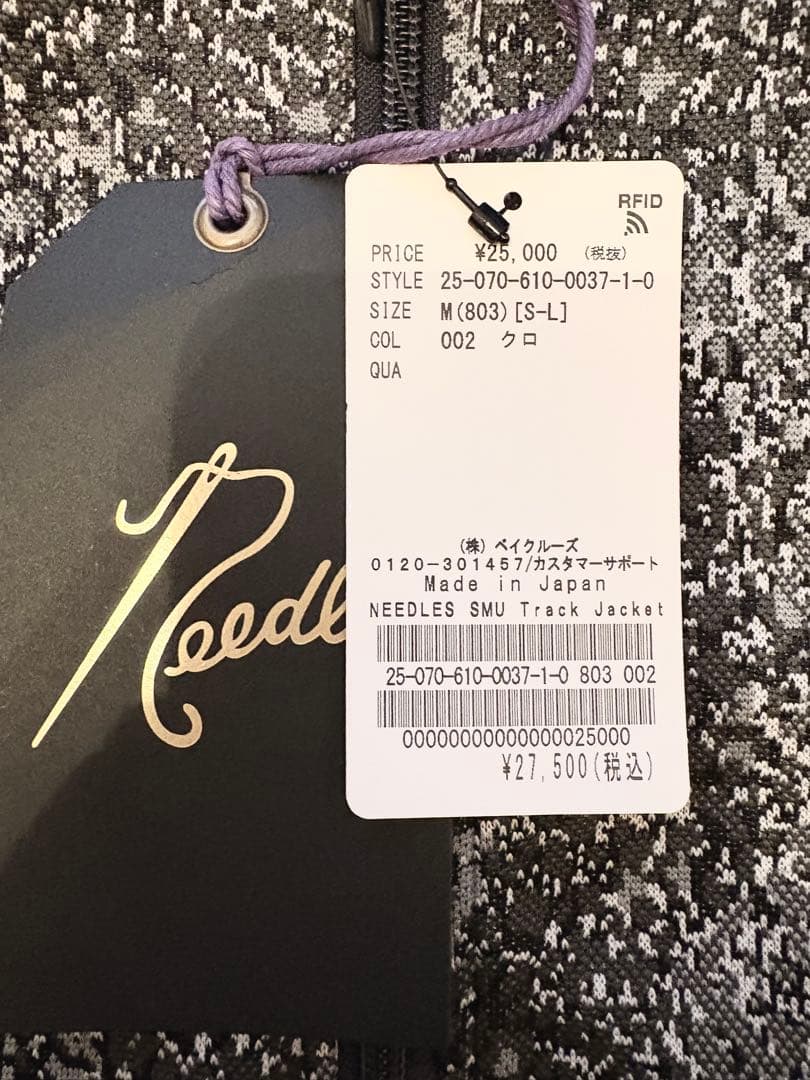 RFID
PRICE ¥25,000 (税抜)
STYLE 25-070-610-0037-1-0
SIZE M(803)[S-L]
COL 002 クロ
QUA
Needl
(株) ベイクルーズ
0120-301457/カスタマーサポート
Made in Japan
NEEDLES SMU Track Jacket
25-070-610-0037-1-0 803 002
00000000000000025000
¥27,500(税込)